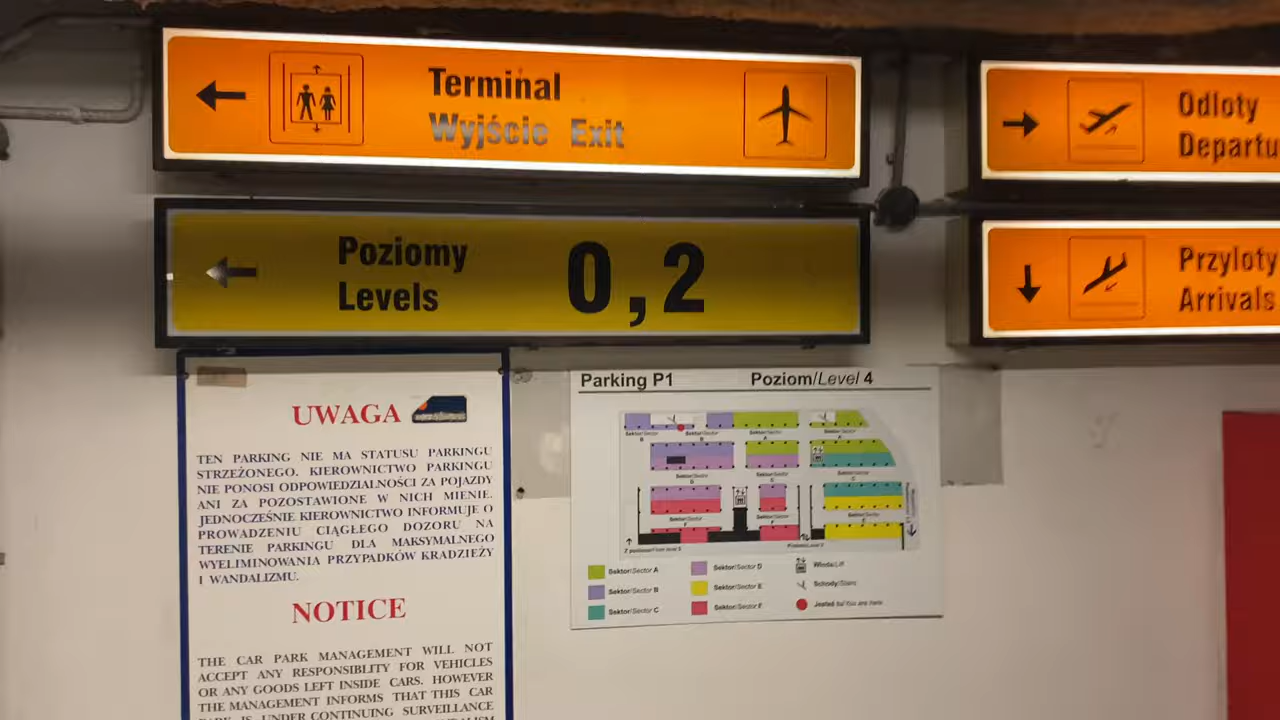 Terminal
Wyjście Exit
Odloty
Departu
Poziomy
Levels
0,2
Przyloty
Arrivals
UWAGA
TEN PARKING NIE MA STATUSU PARKINGU
STRZEŻONEGO. KIEROWNICTWO PARKINGU
NIE PONOSI ODPOWIEDZIALNOŚCI ZA POJAZDY
ANI ZA POZOSTAWIONE W NICH MIENIE.
JEDNOCZEŚNIE KIEROWNICTWO INFORMUJE O
PROWADZENIU CIĄGŁEGO DOZORU NA
TERENIE PARKINGU DLA MAKSYMALNEGO
WYELIMINOWANIA PRZYPADKÓW KRADZIEŻY
I WANDALIZMU.
NOTICE
THE CAR PARK MANAGEMENT WILL NOT
ACCEPT ANY RESPONSIBLITY FOR VEHICLES
OR ANY GOODS LEFT INSIDE CARS. HOWEVER
THE MANAGEMENT INFORMS THAT THIS CAR
PARK IS UNDER CONTINUING SURVEILLANCE
Parking P1
Poziom/Level 4
Sektor/Sector A
Sektor/Sector B
Sektor/Sector C
Sektor/Sector D
Sektor/Sector E
Sektor/Sector F
Winda/Lift
Schody/Stairs
Jesteś tu/You are here